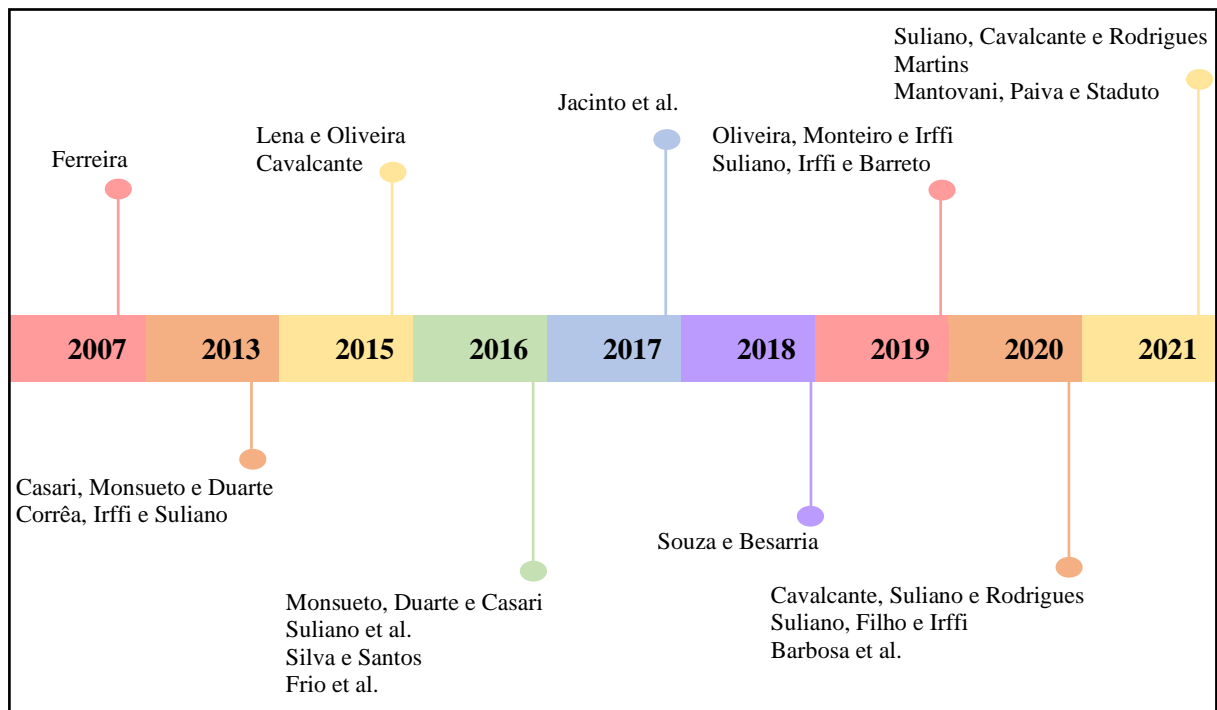 Suliano, Cavalcante e Rodrigues
Martins
Mantovani, Paiva e Staduto
Jacinto et al.
Lena e Oliveira
Cavalcante
Oliveira, Monteiro e Irffi
Suliano, Irffi e Barreto
Ferreira
2007
2013
2015
2016
2017
2018
2019
2020
2021
Casari, Monsueto e Duarte
Corrêa, Irffi e Suliano
Souza e Besarria
Monsueto, Duarte e Casari
Suliano et al.
Silva e Santos
Frio et al.
Cavalcante, Suliano e Rodrigues
Suliano, Filho e Irffi
Barbosa et al.